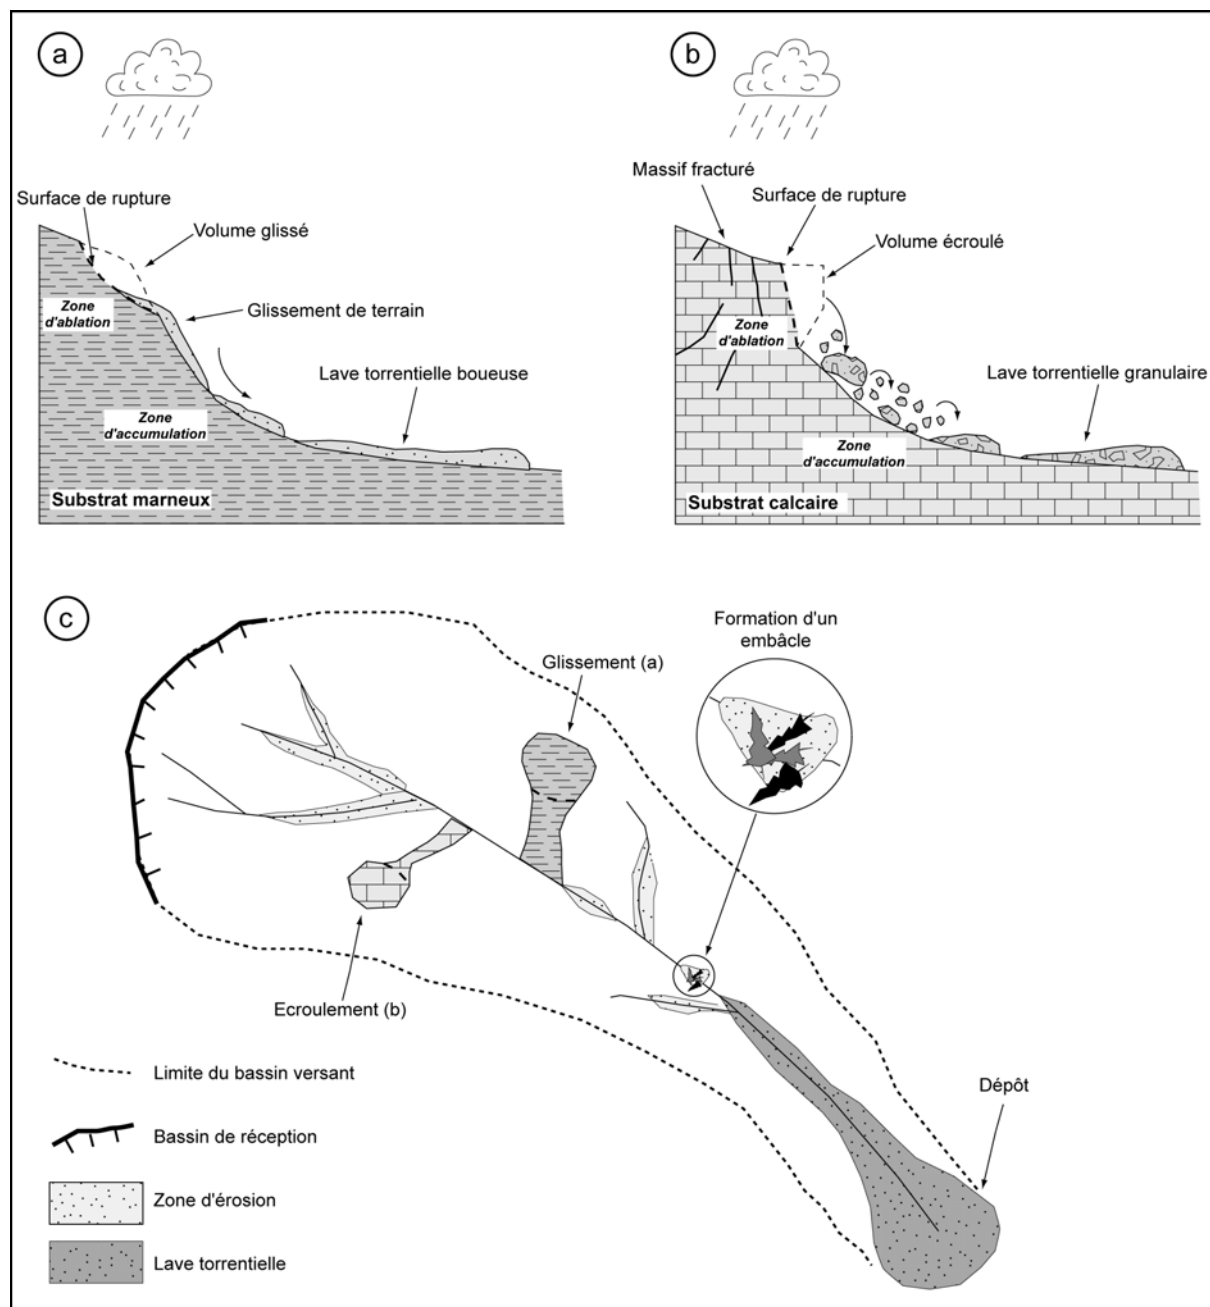 a
Surface de rupture
Volume glissé
Zone
d'ablation
Glissement de terrain
Lave torrentielle boueuse
Zone
d'accumulation
Substrat marneux
b
Massif fracturé
Surface de rupture
Volume écroulé
Zone
d'ablation
Lave torrentielle granulaire
Zone
d'accumulation
Substrat calcaire
c
Formation d'un
embâcle
Glissement (a)
Ecroulement (b)
Dépôt
Limite du bassin versant
Bassin de réception
Zone d'érosion
Lave torrentielle